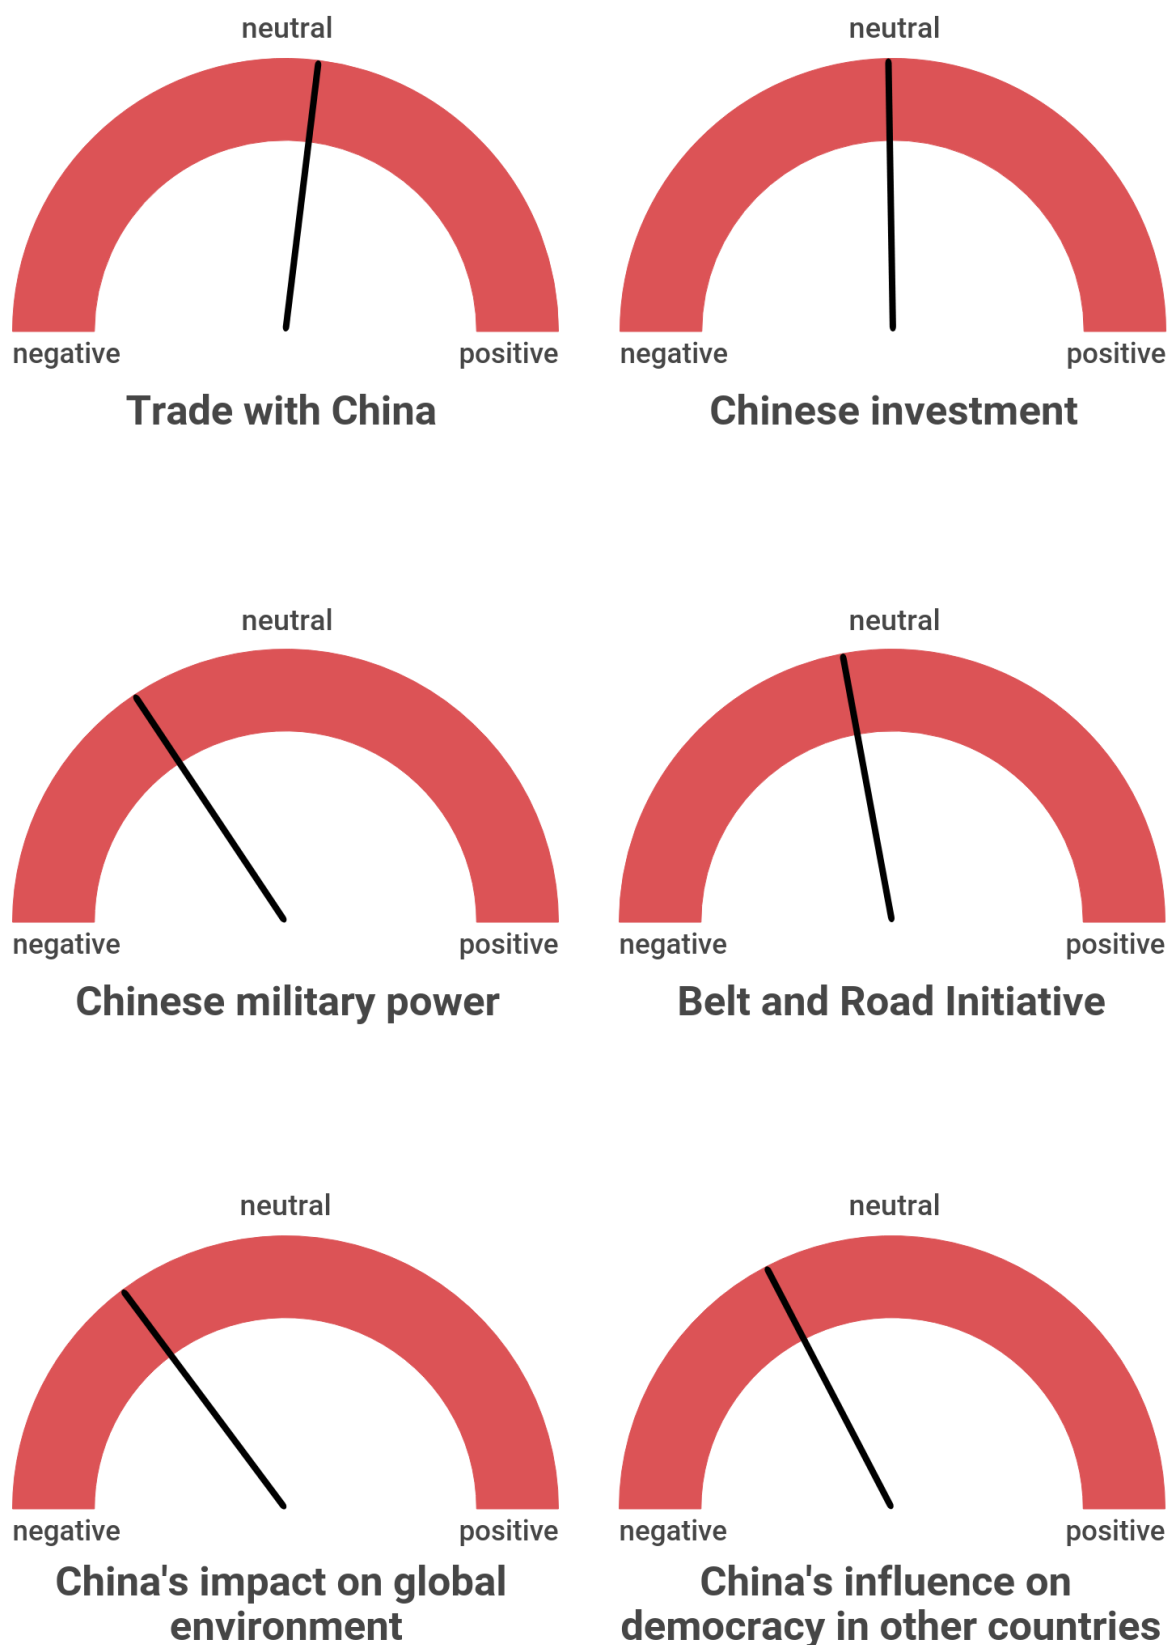 neutral
neutral
negative
positive
negative
positive
Trade with China
Chinese investment
neutral
neutral
negative
positive
negative
positive
Chinese military power
Belt and Road Initiative
neutral
neutral
negative
positive
negative
positive
China's impact on global
environment
China's influence on
democracy in other countries